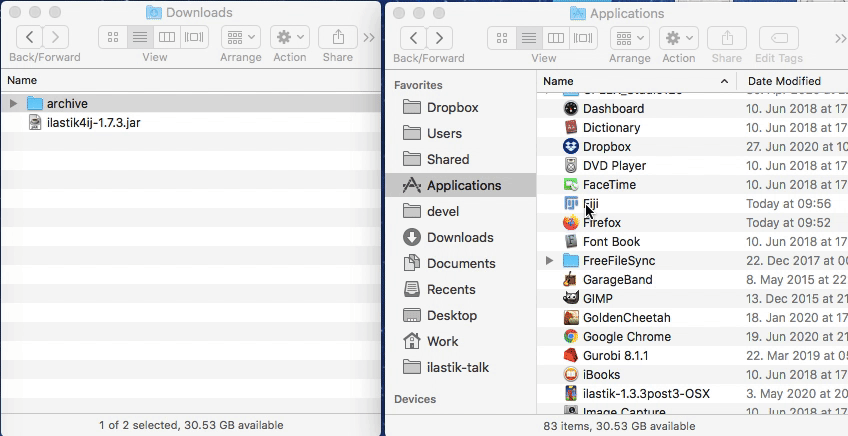 Downloads
Back/Forward View Arrange Action Share
Name
archive
ilastik4ij-1.7.3.jar
1 of 2 selected, 30.53 GB available
Applications
Back/Forward View Arrange Action Share Edit Tags
Favorites
Dropbox
Users
Shared
Applications
devel
Downloads
Documents
Recents
Desktop
Work
ilastik-talk
Devices
Name Date Modified
Dashboard 10. Jun 2018 at 17
Dictionary 10. Jun 2018 at 17
Dropbox 27. Jun 2020 at 10
DVD Player 10. Jun 2018 at 17
FaceTime 10. Jun 2018 at 17
Fiji Today at 09:56
Firefox Today at 09:52
Font Book 10. Jun 2018 at 17
FreeFileSync 22. Dec 2017 at 00
GarageBand 8. May 2015 at 22
GIMP 13. Dec 2015 at 21
GoldenCheetah 18. Jan 2020 at 17
Google Chrome 19. Jun 2020 at 21
Gurobi 8.1.1 22. Mar 2019 at 05
iBooks 10. Jun 2018 at 17
ilastik-1.3.3post3-OSX 3. May 2020 at 20
Image Capture 10. Jun 2018 at 17
83 items, 30.53 GB available